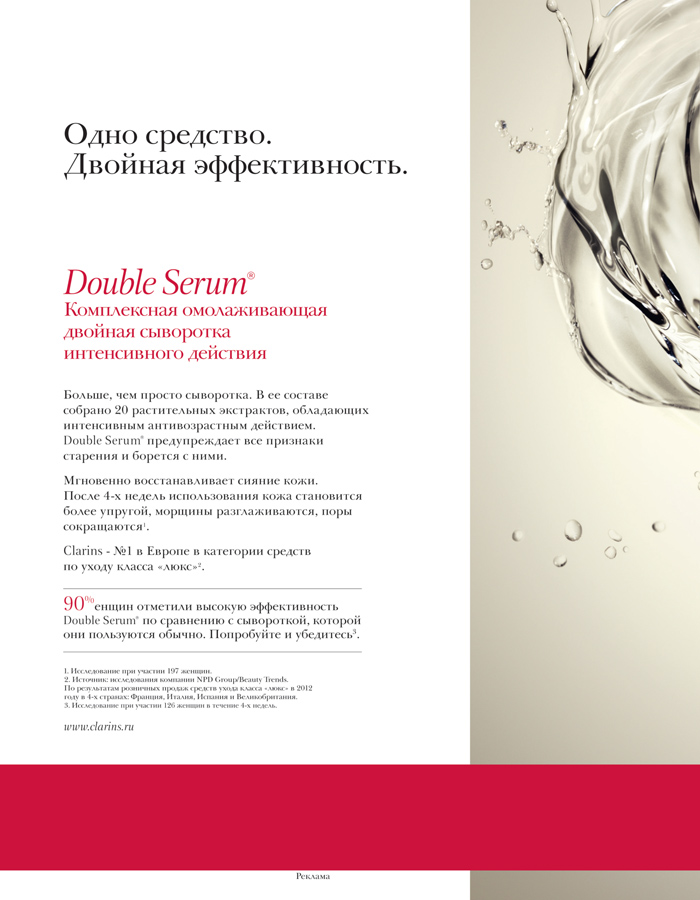 Одно средство.
Двойная эффективность.
Double Serum®
Комплексная омолаживающая
двойная сыворотка
интенсивного действия
Больше, чем просто сыворотка. В ее составе
собрано 20 растительных экстрактов, обладающих
интенсивным антивозрастным действием.
Double Serum® предупреждает все признаки
старения и борется с ними.
Мгновенно восстанавливает сияние кожи.
После 4-х недель использования кожа становится
более упругой, морщины разглаживаются, поры
сокращаются¹.
Clarins - №1 в Европе в категории средств
по уходу класса «люкс»².
90%енщин отметили высокую эффективность
Double Serum® по сравнению с сывороткой, которой
они пользуются обычно. Попробуйте и убедитесь³.
1. Исследование при участии 197 женщин.
2. Источник: исследования компании NPD Group/Beauty Trends.
По результатам розничных продаж средств ухода класса «люкс» в 2012
году в 4-х странах: Франция, Италия, Испания и Великобритания.
3. Исследование при участии 126 женщин в течение 4-х недель.
www.clarins.ru
Реклама